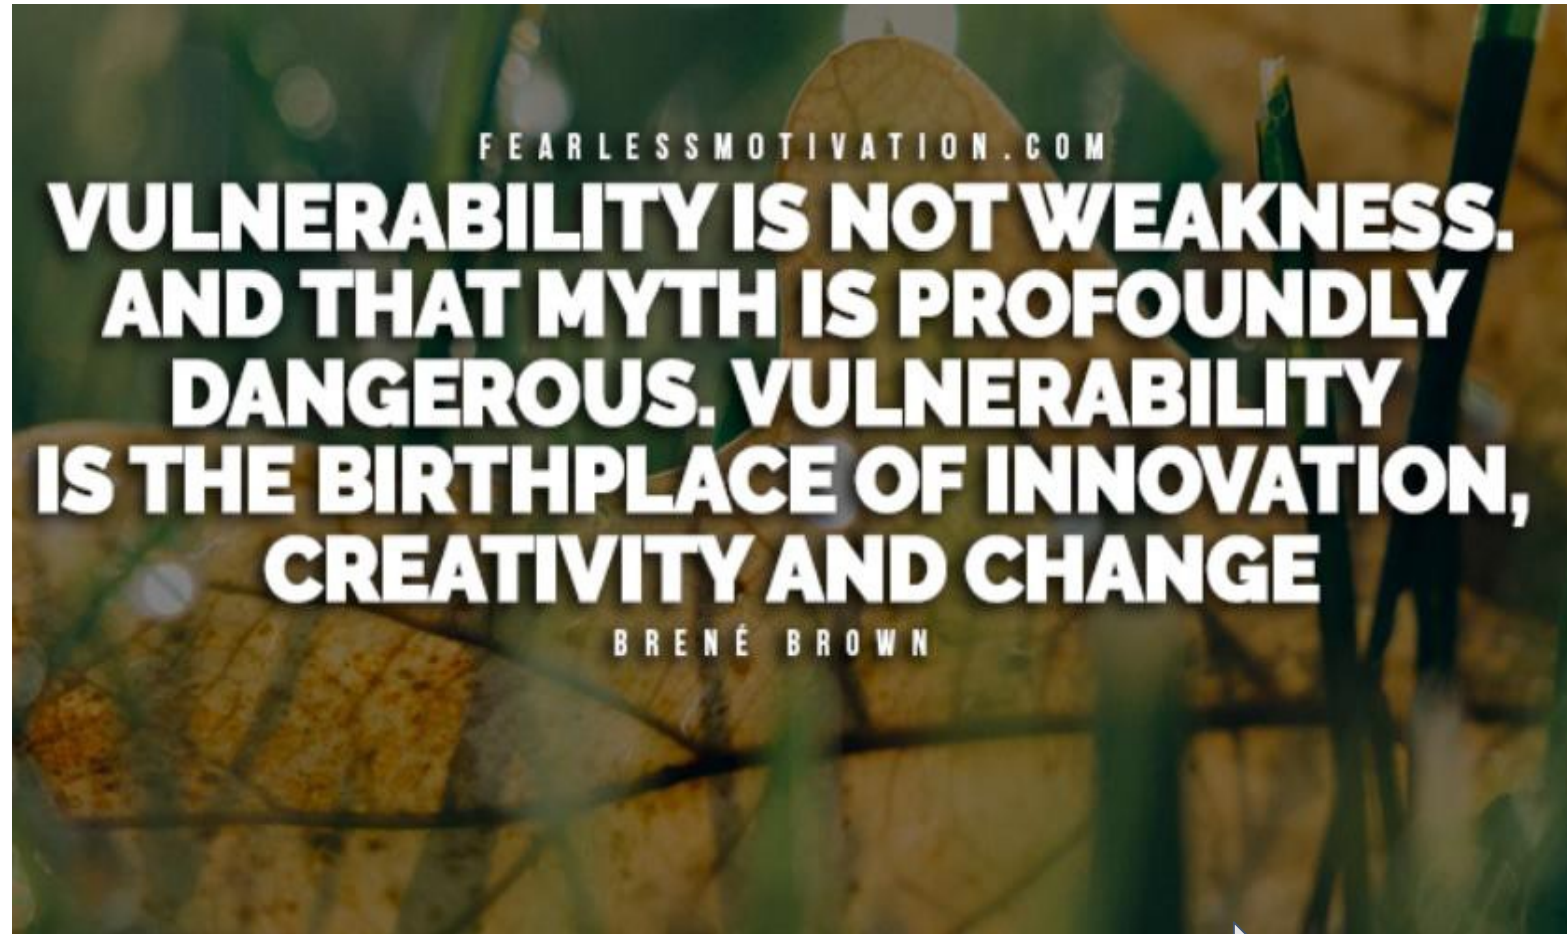 FEARLESSMOTIVATION.COM
VULNERABILITY IS NOT WEAKNESS.
AND THAT MYTH IS PROFOUNDLY
DANGEROUS. VULNERABILITY
IS THE BIRTHPLACE OF INNOVATION,
CREATIVITY AND CHANGE
BRENÉ BROWN